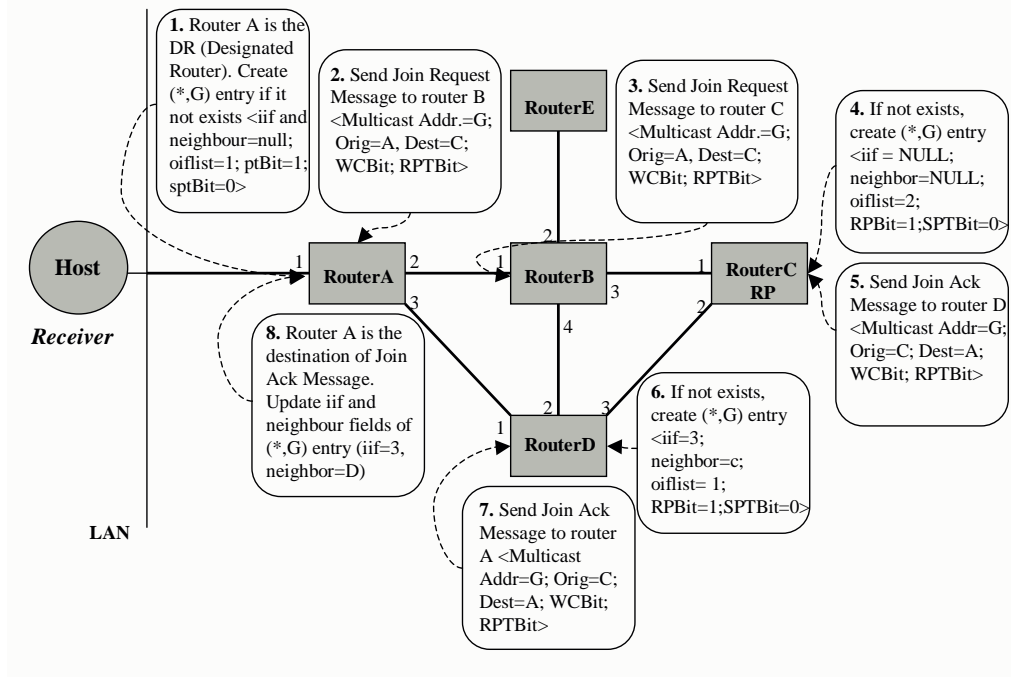 1. Router A is the
DR (Designated
Router). Create
(*,G) entry if it
not exists <iif and
neighbour=null;
oiflist=1; ptBit=1;
sptBit=0>
2. Send Join Request
Message to router B
<Multicast Addr.=G;
Orig=A, Dest=C;
WCBit; RPTBit>
RouterE
3. Send Join Request
Message to router C
<Multicast Addr.=G;
Orig=A, Dest=C;
WCBit; RPTBit>
4. If not exists,
create (*,G) entry
<iif = NULL;
neighbor=NULL;
oiflist=2;
RPBit=1;SPTBit=0>
Host
Receiver
1
RouterA
2
3
1
2
RouterB
3
4
1
2
RouterC
RP
5. Send Join Ack
Message to router D
<Multicast Addr=G;
Orig=C; Dest=A;
WCBit; RPTBit>
8. Router A is the
destination of Join
Ack Message.
Update iif and
neighbour fields of
(*,G) entry (iif=3,
neighbor=D)
1
2
3
RouterD
6. If not exists,
create (*,G) entry
<iif=3;
neighbor=c;
oiflist= 1;
RPBit=1;SPTBit=0>
7. Send Join Ack
Message to router
A <Multicast
Addr=G; Orig=C;
Dest=A; WCBit;
RPTBit>
LAN